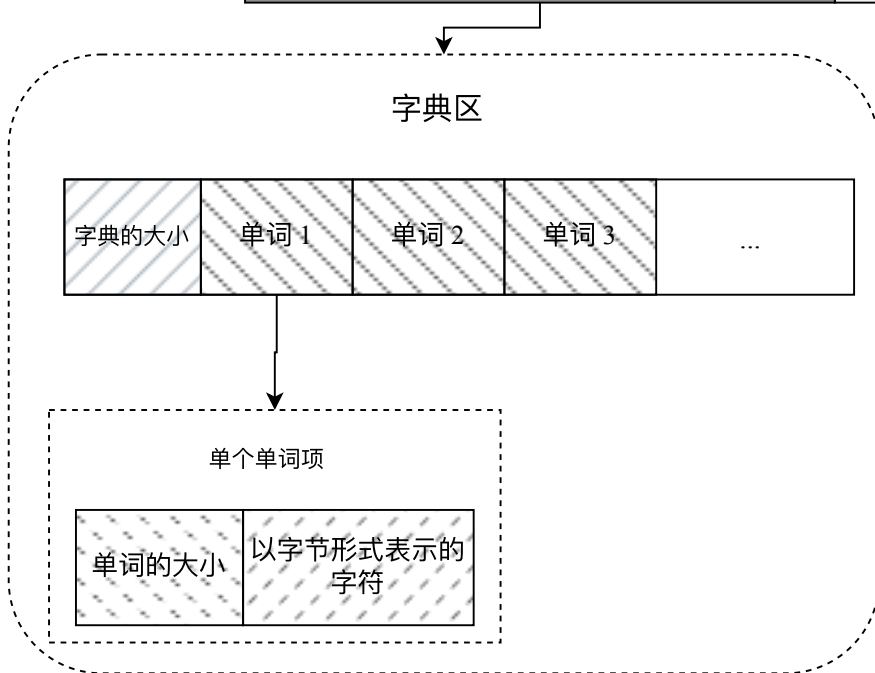 字典区
字典的大小
单词 1
单词 2
单词 3
...
单个单词项
单词的大小
以字节形式表示的
字符